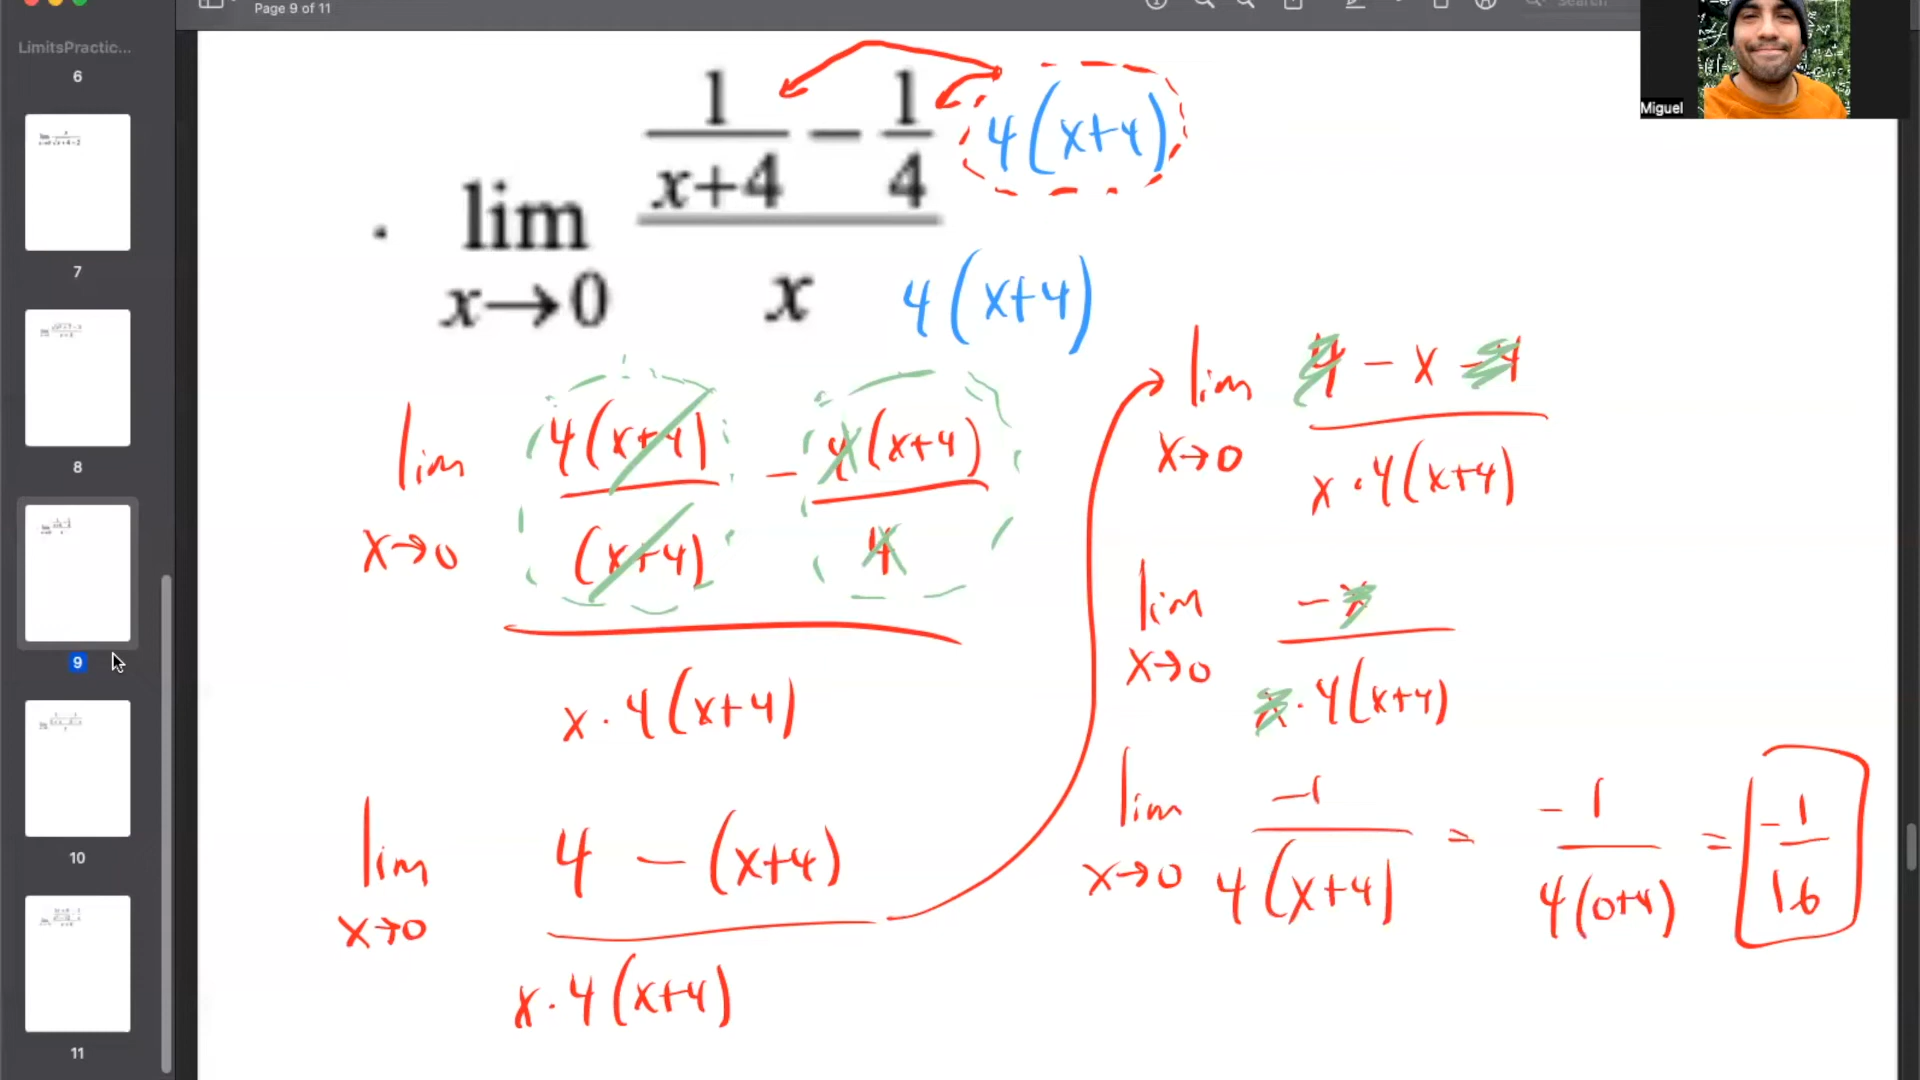 Page 9 of 11
Search
LimitsPractic...
6
7
8
9
10
11
Miguel
. lim x→0 (1/(x+4) − 1/4)/x
4(x+4)
4(x+4)
lim x→0 (4(x+4)/(x+4) − 4(x+4)/4)/(x·4(x+4))
lim x→0 (4 − (x+4))/(x·4(x+4))
lim x→0 (4 − x − 4)/(x·4(x+4))
lim x→0 −x/(x·4(x+4))
lim x→0 −1/(4(x+4)) = −1/(4(0+4)) = −1/16